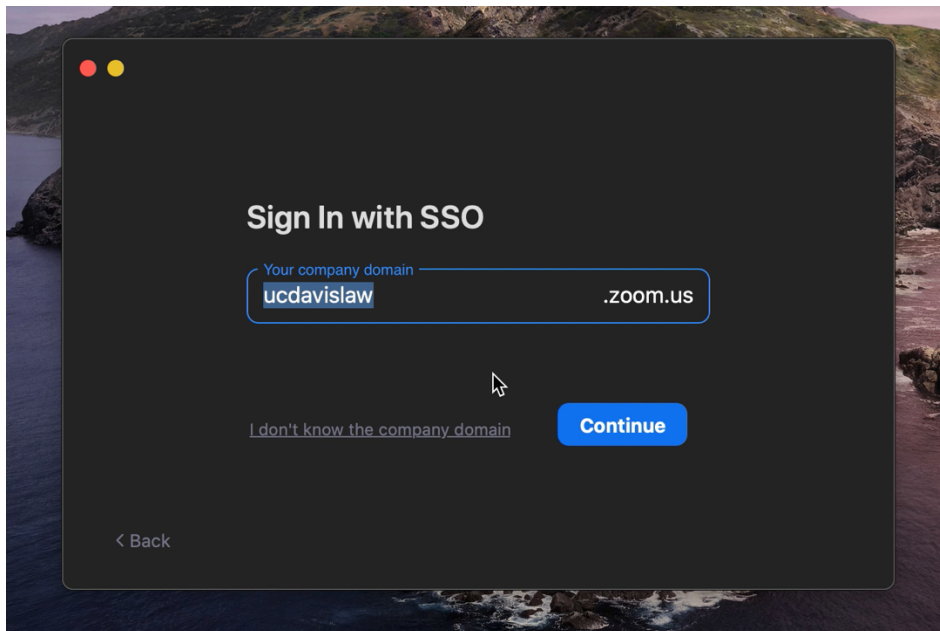 Sign In with SSO
Your company domain
ucdavislaw .zoom.us
I don't know the company domain
Continue
< Back